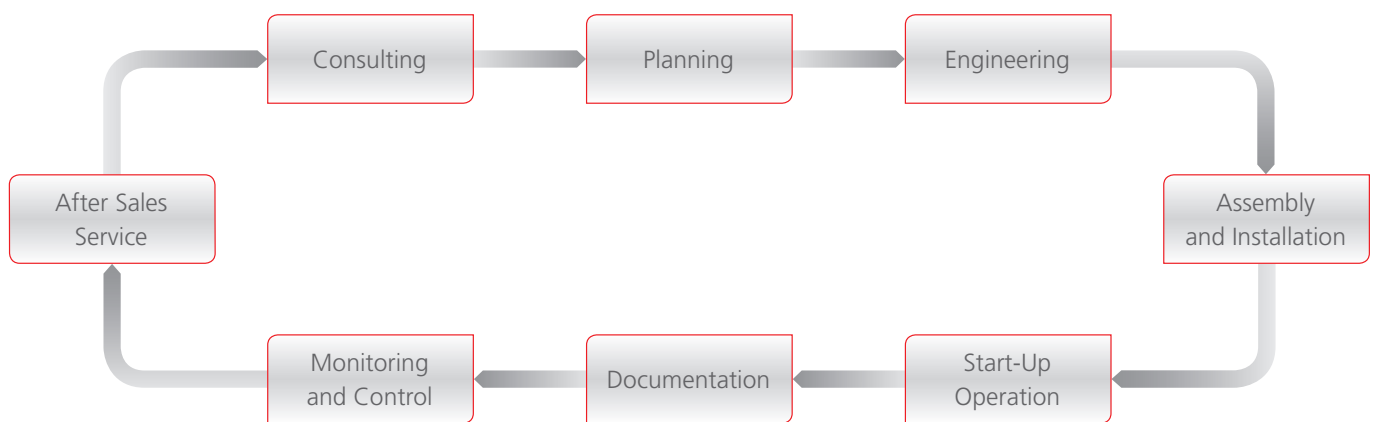 Consulting
Planning
Engineering
Assembly
and Installation
Start-Up
Operation
Documentation
Monitoring
and Control
After Sales
Service